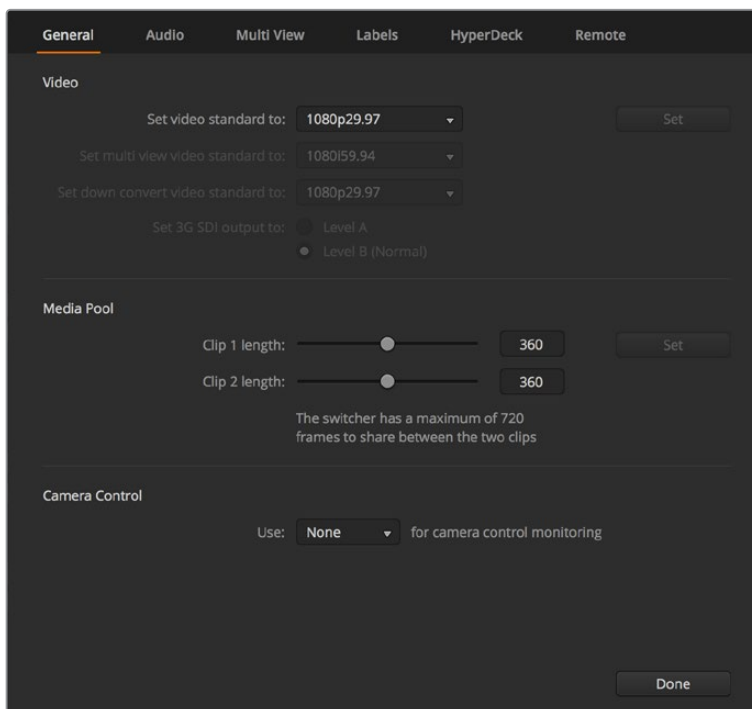 General Audio Multi View Labels HyperDeck Remote
Video
Set video standard to: 1080p29.97 Set
Set multi view video standard to: 1080i59.94
Set down convert video standard to: 1080p29.97
Set 3G SDI output to: Level A
Level B (Normal)
Media Pool
Clip 1 length: 360 Set
Clip 2 length: 360
The switcher has a maximum of 720
frames to share between the two clips
Camera Control
Use: None for camera control monitoring
Done